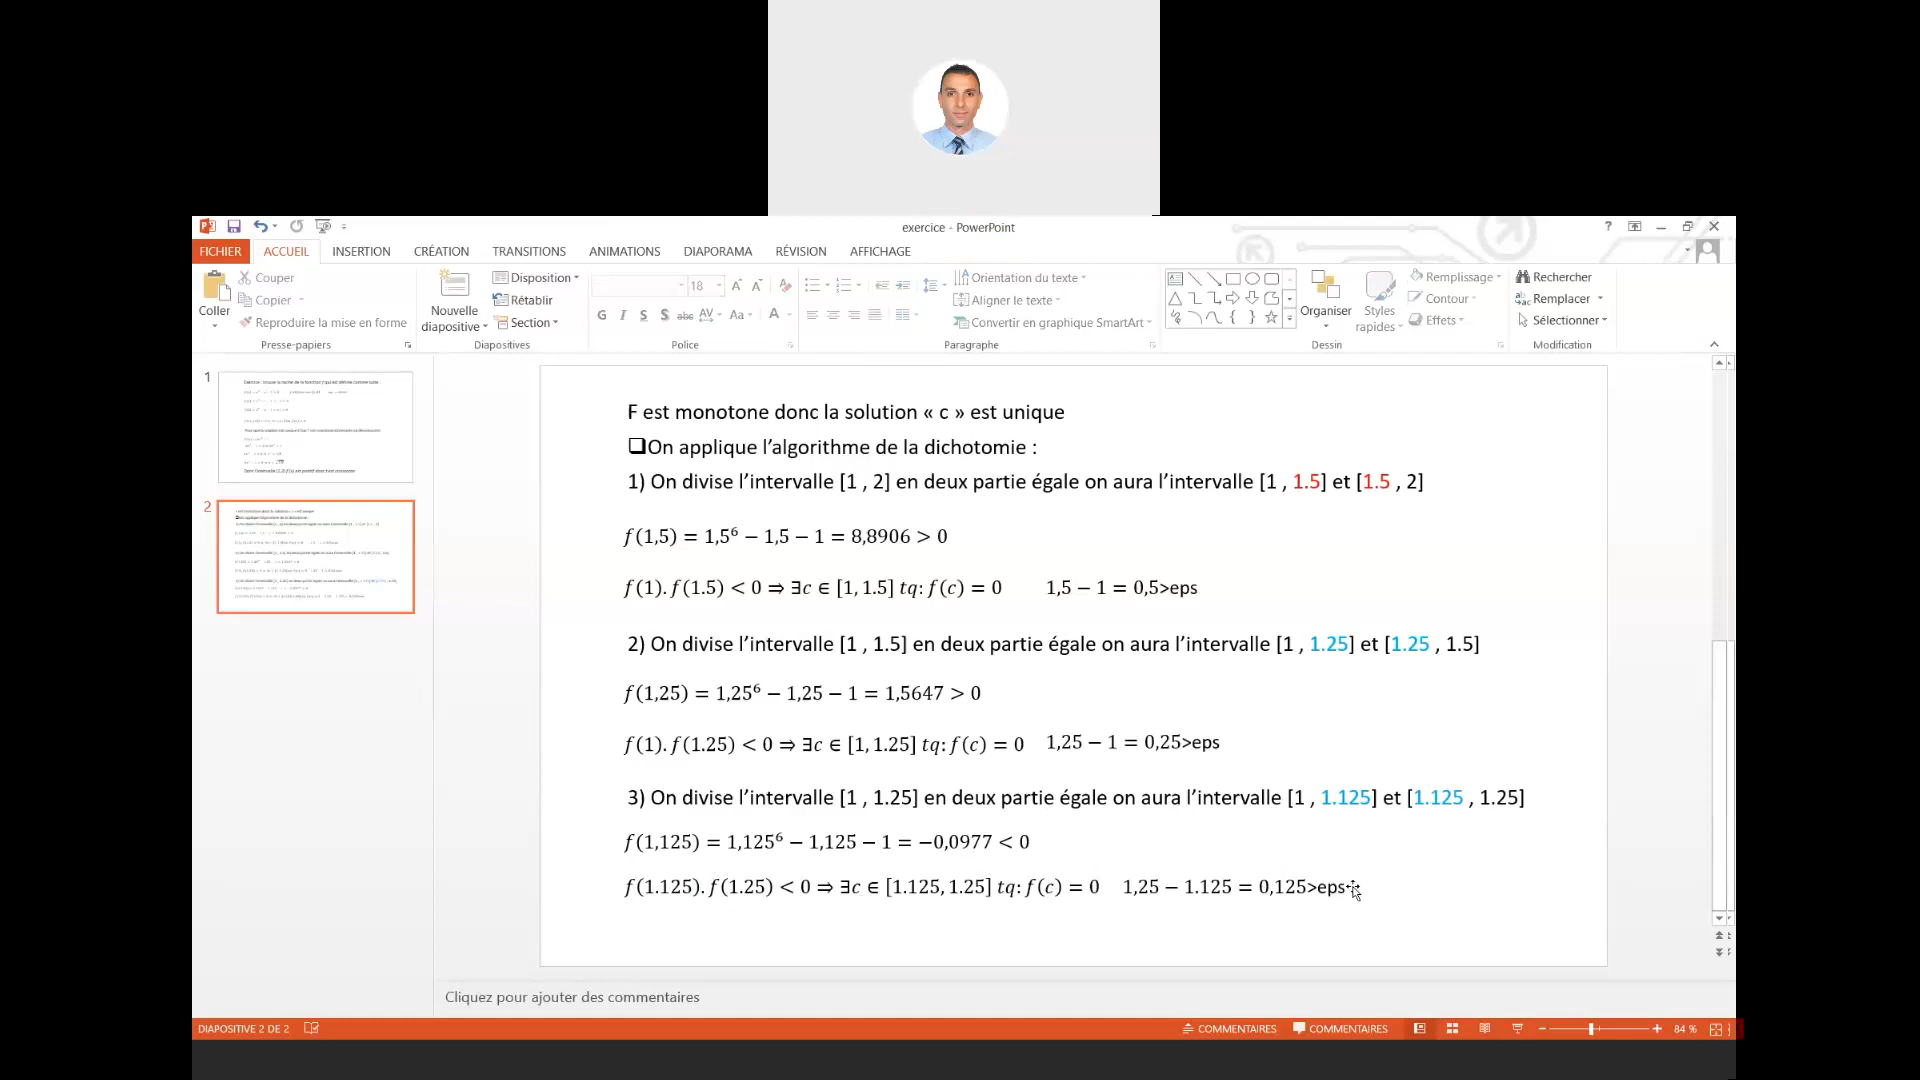 exercice - PowerPoint
FICHIER ACCUEIL INSERTION CRÉATION TRANSITIONS ANIMATIONS DIAPORAMA RÉVISION AFFICHAGE
Coller
Couper
Copier
Reproduire la mise en forme
Presse-papiers
Nouvelle
diapositive
Disposition
Rétablir
Section
Diapositives
18
G I S S abc AV Aa A
Police
Orientation du texte
Aligner le texte
Convertir en graphique SmartArt
Paragraphe
Organiser
Styles
rapides
Remplissage
Contour
Effets
Dessin
Rechercher
Remplacer
Sélectionner
Modification
1
2
F est monotone donc la solution « c » est unique
❑On applique l’algorithme de la dichotomie :
1) On divise l’intervalle [1 , 2] en deux partie égale on aura l’intervalle [1 , 1.5] et [1.5 , 2]
f(1,5) = 1,5⁶ − 1,5 − 1 = 8,8906 > 0
f(1). f(1.5) < 0 ⇒ ∃c ∈ [1, 1.5] tq: f(c) = 0 1,5 − 1 = 0,5>eps
2) On divise l’intervalle [1 , 1.5] en deux partie égale on aura l’intervalle [1 , 1.25] et [1.25 , 1.5]
f(1,25) = 1,25⁶ − 1,25 − 1 = 1,5647 > 0
f(1). f(1.25) < 0 ⇒ ∃c ∈ [1, 1.25] tq: f(c) = 0 1,25 − 1 = 0,25>eps
3) On divise l’intervalle [1 , 1.25] en deux partie égale on aura l’intervalle [1 , 1.125] et [1.125 , 1.25]
f(1,125) = 1,125⁶ − 1,125 − 1 = −0,0977 < 0
f(1.125). f(1.25) < 0 ⇒ ∃c ∈ [1.125, 1.25] tq: f(c) = 0 1,25 − 1.125 = 0,125>eps
Cliquez pour ajouter des commentaires
DIAPOSITIVE 2 DE 2 COMMENTAIRES COMMENTAIRES 84 %